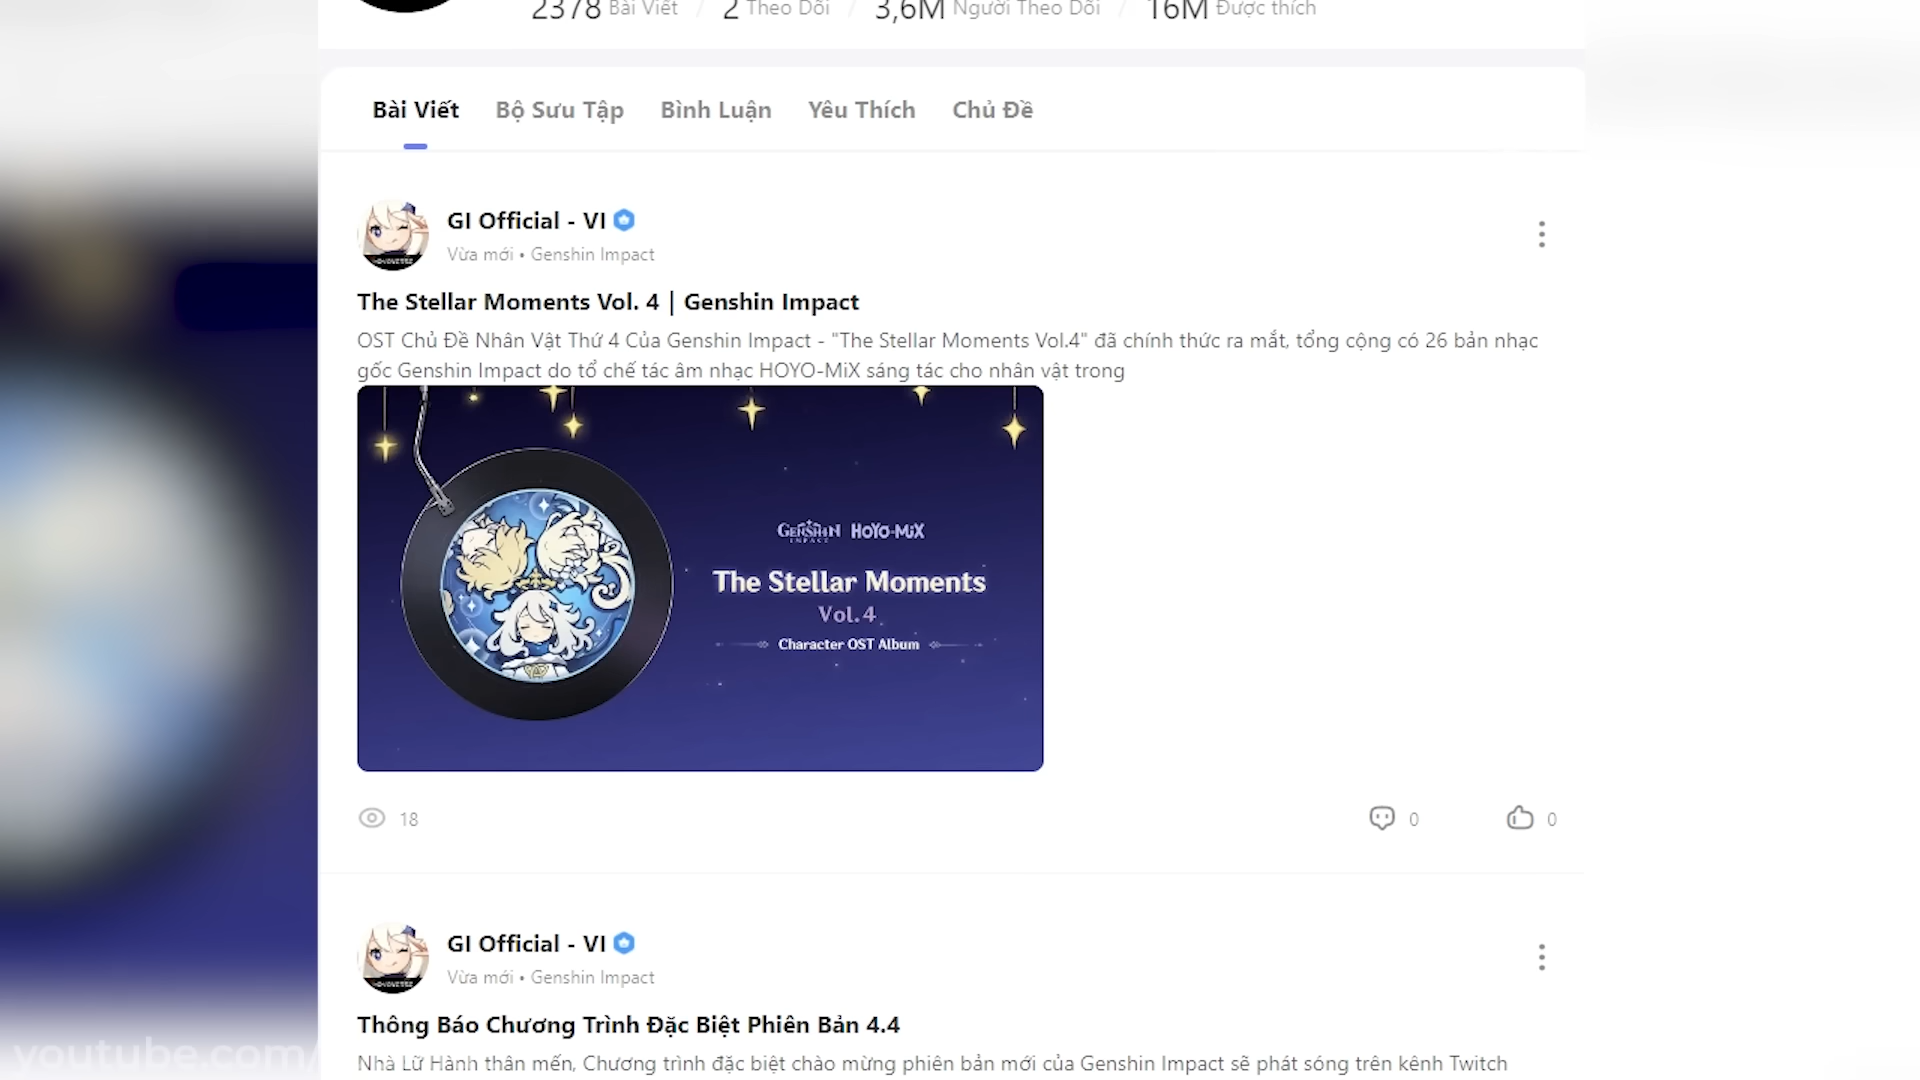 2378 Bài Viết / 2 Theo Dõi / 3,6M Người Theo Dõi / 16M Được thích
Bài Viết Bộ Sưu Tập Bình Luận Yêu Thích Chủ Đề
GI Official - VI
Vừa mới • Genshin Impact
The Stellar Moments Vol. 4 | Genshin Impact
OST Chủ Đề Nhân Vật Thứ 4 Của Genshin Impact - "The Stellar Moments Vol.4" đã chính thức ra mắt, tổng cộng có 26 bản nhạc
gốc Genshin Impact do tổ chế tác âm nhạc HOYO-MiX sáng tác cho nhân vật trong
GENSHIN IMPACT HOYO-MiX
The Stellar Moments
Vol.4
Character OST Album
18 0 0
GI Official - VI
Vừa mới • Genshin Impact
Thông Báo Chương Trình Đặc Biệt Phiên Bản 4.4
Nhà Lữ Hành thân mến, Chương trình đặc biệt chào mừng phiên bản mới của Genshin Impact sẽ phát sóng trên kênh Twitch
youtube.com/